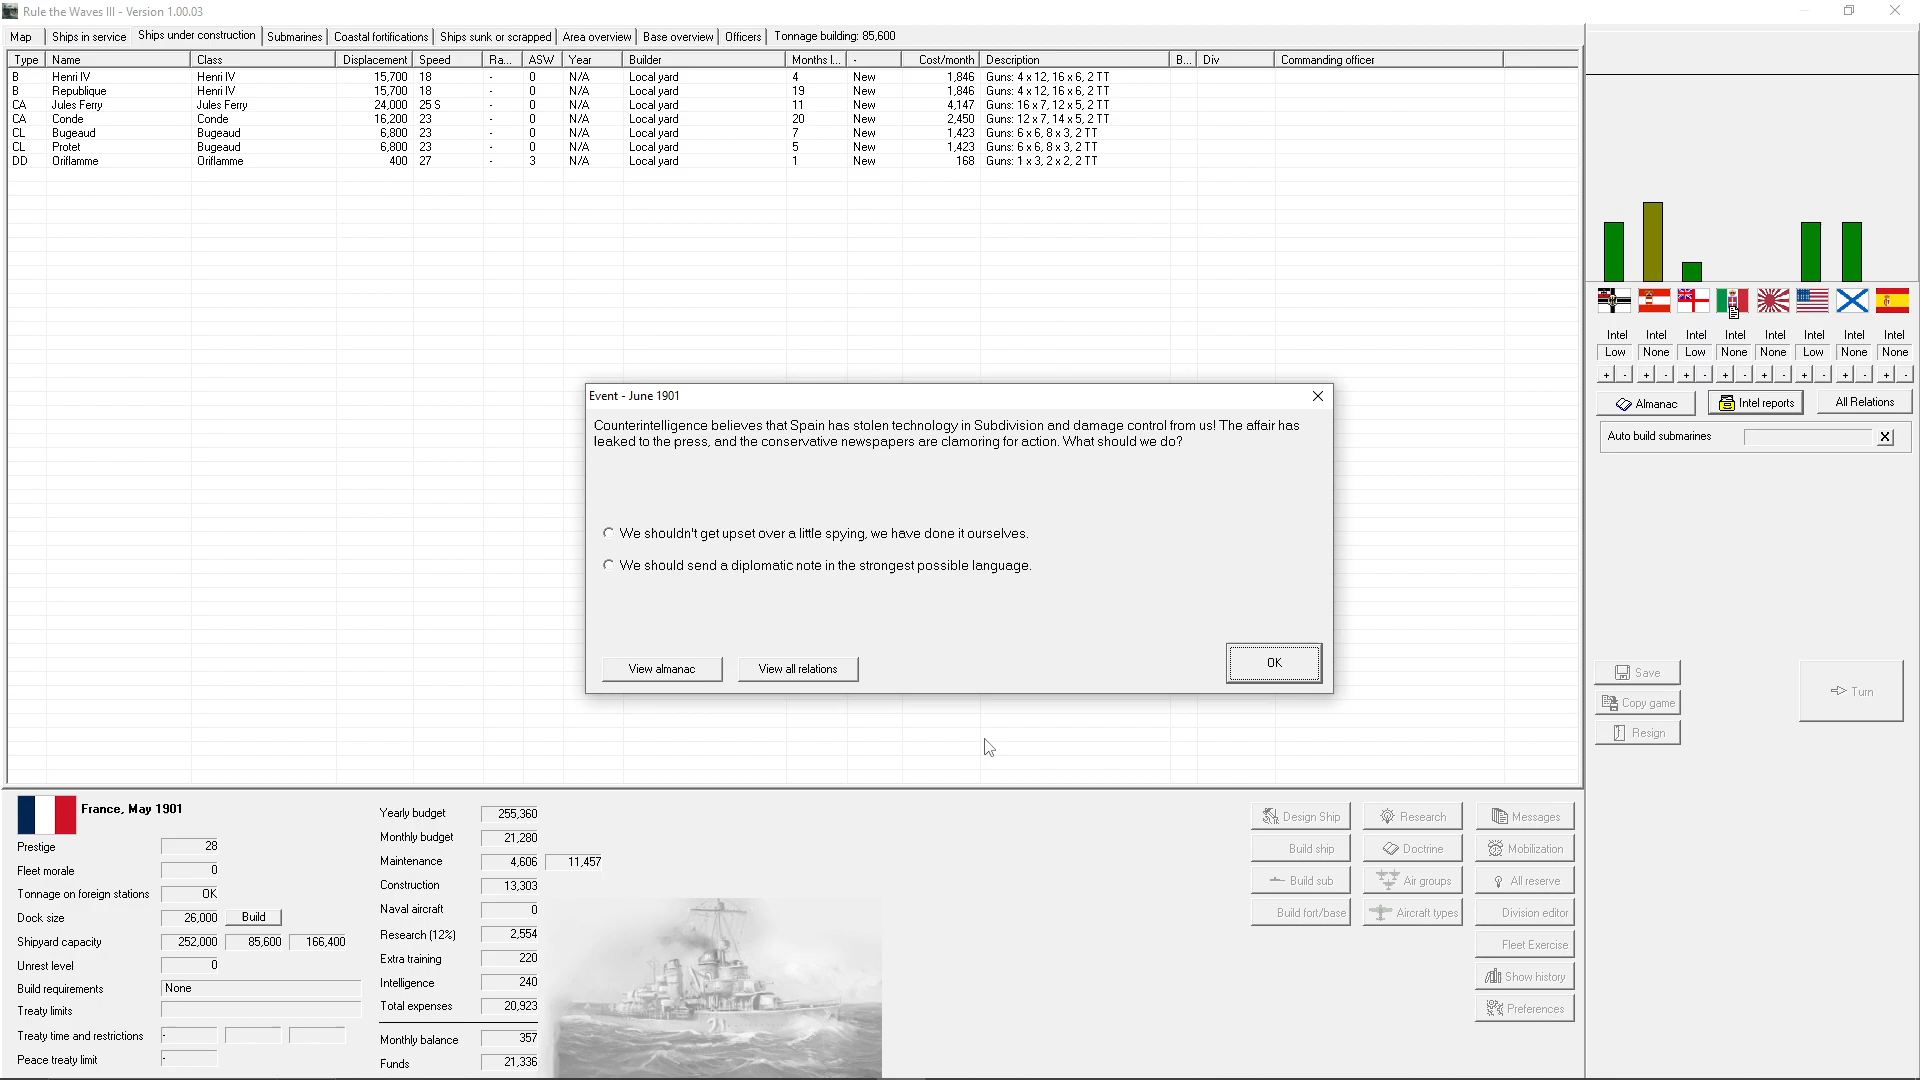 Rule the Waves III - Version 1.00.03
Map Ships in service Ships under construction Submarines Coastal fortifications Ships sunk or scrapped Area overview Base overview Officers Tonnage building: 85,600
Type Name Class Displacement Speed Ra... ASW Year Builder Months l... - Cost/month Description B... Div Commanding officer
B Henri IV Henri IV 15,700 18 - 0 N/A Local yard 4 New 1,846 Guns: 4 x 12, 16 x 6, 2 TT
B Republique Henri IV 15,700 18 - 0 N/A Local yard 19 New 1,846 Guns: 4 x 12, 16 x 6, 2 TT
CA Jules Ferry Jules Ferry 24,000 25 S - 0 N/A Local yard 11 New 4,147 Guns: 16 x 7, 12 x 5, 2 TT
CA Conde Conde 16,200 23 - 0 N/A Local yard 20 New 2,450 Guns: 12 x 7, 14 x 5, 2 TT
CL Bugeaud Bugeaud 6,800 23 - 0 N/A Local yard 7 New 1,423 Guns: 6 x 6, 8 x 3, 2 TT
CL Protet Bugeaud 6,800 23 - 0 N/A Local yard 5 New 1,423 Guns: 6 x 6, 8 x 3, 2 TT
DD Oriflamme Oriflamme 400 27 - 3 N/A Local yard 1 New 168 Guns: 1 x 3, 2 x 2, 2 TT
Intel Intel Intel Intel Intel Intel Intel Intel
Low None Low None None Low None None
+ - + - + - + - + - + - + - + -
Almanac Intel reports All Relations
Auto build submarines X
Event - June 1901
Counterintelligence believes that Spain has stolen technology in Subdivision and damage control from us! The affair has
leaked to the press, and the conservative newspapers are clamoring for action. What should we do?
We shouldn't get upset over a little spying, we have done it ourselves.
We should send a diplomatic note in the strongest possible language.
View almanac View all relations OK
Save
Copy game
Resign
Turn
France, May 1901
Prestige 28
Fleet morale 0
Tonnage on foreign stations OK
Dock size 26,000 Build
Shipyard capacity 252,000 85,600 166,400
Unrest level 0
Build requirements None
Treaty limits
Treaty time and restrictions -
Peace treaty limit -
Yearly budget 255,360
Monthly budget 21,280
Maintenance 4,606 11,457
Construction 13,303
Naval aircraft 0
Research (12%) 2,554
Extra training 220
Intelligence 240
Total expenses 20,923
Monthly balance 357
Funds 21,336
Design Ship Research Messages
Build ship Doctrine Mobilization
Build sub Air groups All reserve
Build fort/base Aircraft types Division editor
Fleet Exercise
Show history
Preferences